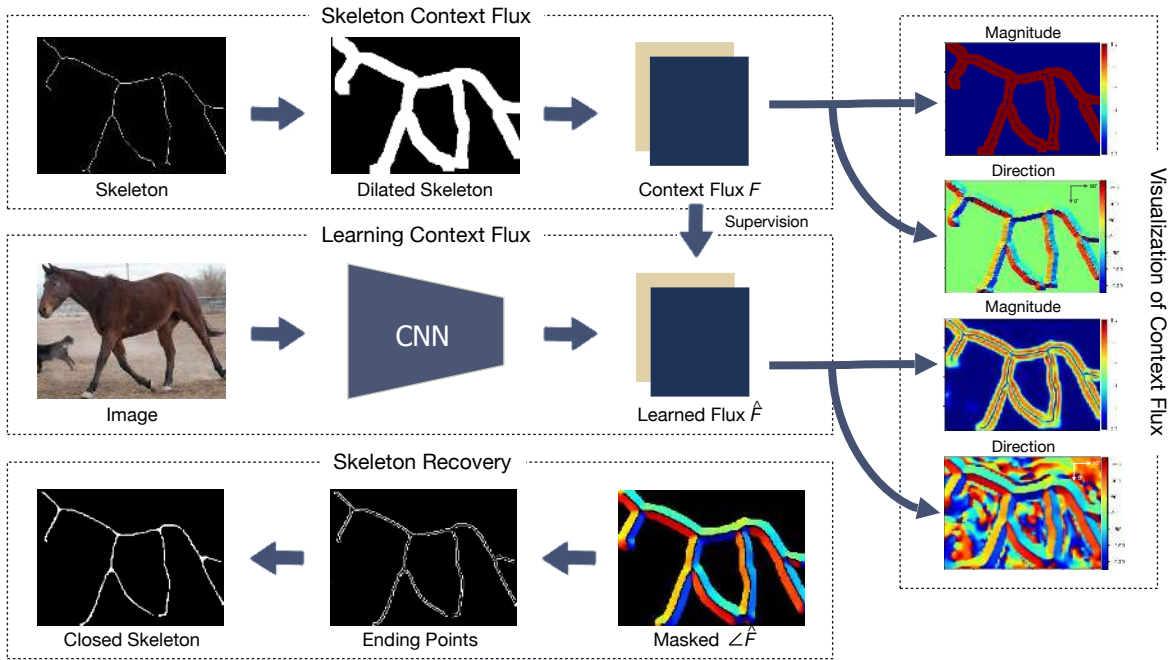 Skeleton Context Flux
Skeleton
Dilated Skeleton
Context Flux F
Supervision
Learning Context Flux
CNN
Image
Learned Flux F̂
Skeleton Recovery
Closed Skeleton
Ending Points
Masked ∠F̂
Magnitude
Direction
Magnitude
Direction
Visualization of Context Flux